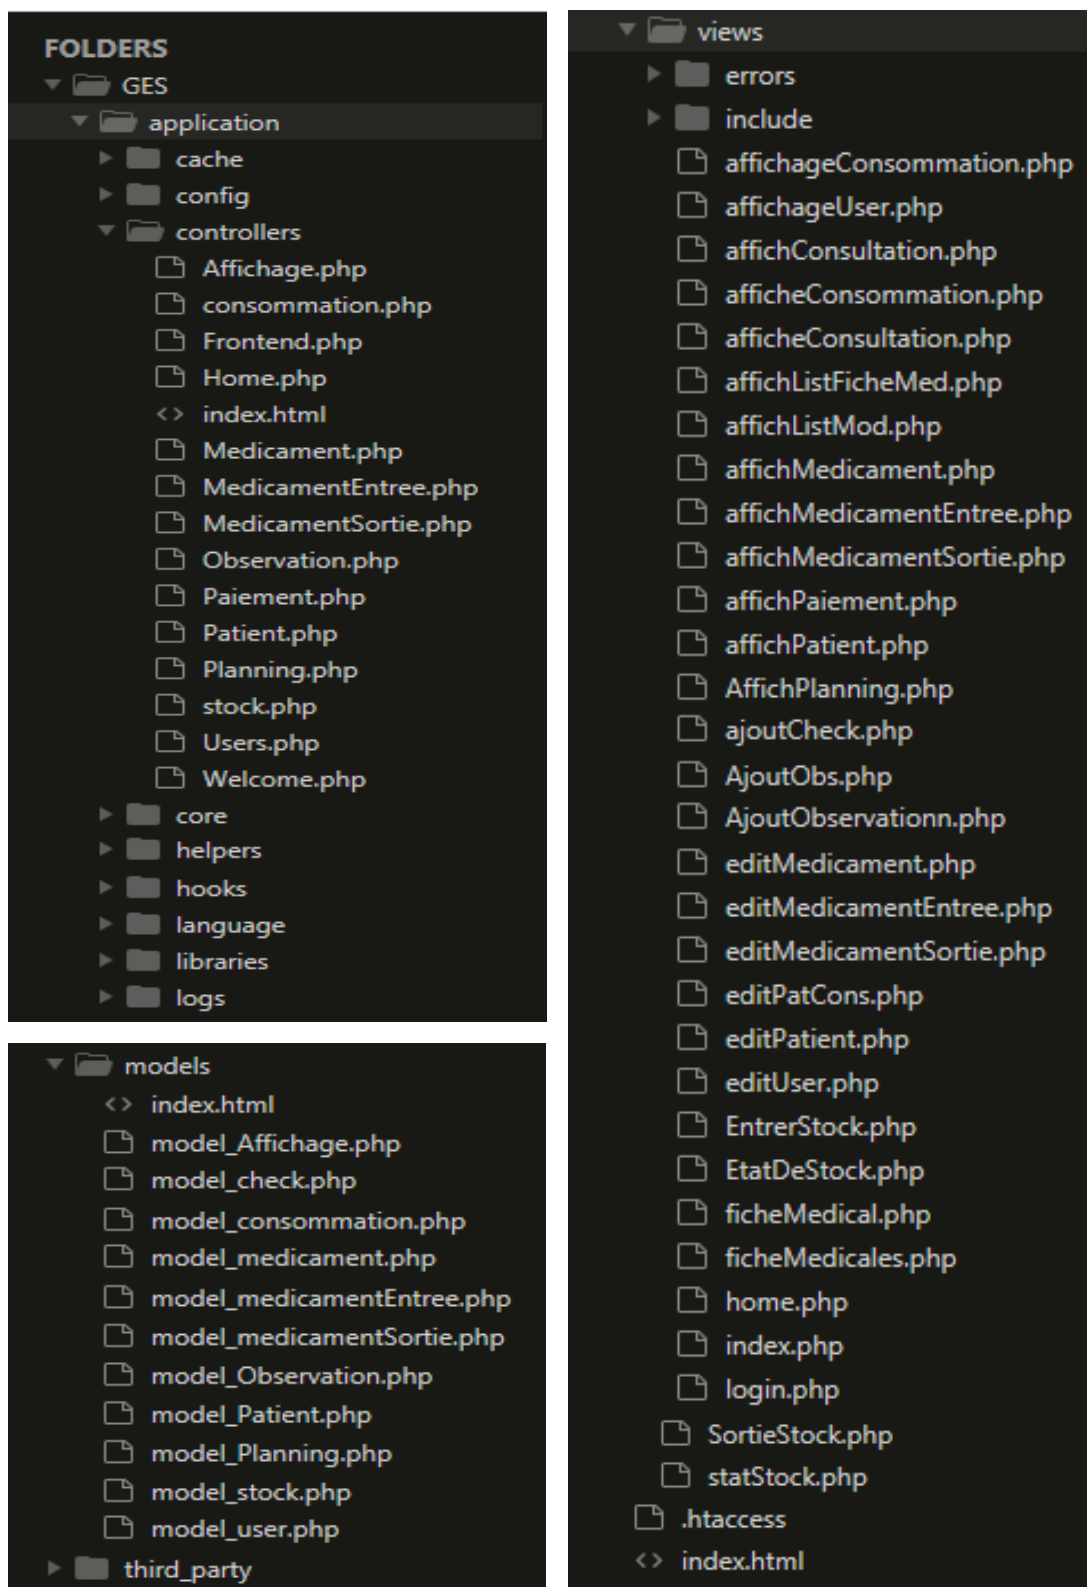 FOLDERS
GES
application
cache
config
controllers
Affichage.php
consommation.php
Frontend.php
Home.php
index.html
Medicament.php
MedicamentEntree.php
MedicamentSortie.php
Observation.php
Paiement.php
Patient.php
Planning.php
stock.php
Users.php
Welcome.php
core
helpers
hooks
language
libraries
logs
models
index.html
model_Affichage.php
model_check.php
model_consommation.php
model_medicament.php
model_medicamentEntree.php
model_medicamentSortie.php
model_Observation.php
model_Patient.php
model_Planning.php
model_stock.php
model_user.php
third_party
views
errors
include
affichageConsommation.php
affichageUser.php
affichConsultation.php
afficheConsommation.php
afficheConsultation.php
affichListFicheMed.php
affichListMod.php
affichMedicament.php
affichMedicamentEntree.php
affichMedicamentSortie.php
affichPaiement.php
affichPatient.php
AffichPlanning.php
ajoutCheck.php
AjoutObs.php
AjoutObservationn.php
editMedicament.php
editMedicamentEntree.php
editMedicamentSortie.php
editPatCons.php
editPatient.php
editUser.php
EntrerStock.php
EtatDeStock.php
ficheMedical.php
ficheMedicales.php
home.php
index.php
login.php
SortieStock.php
statStock.php
.htaccess
index.html